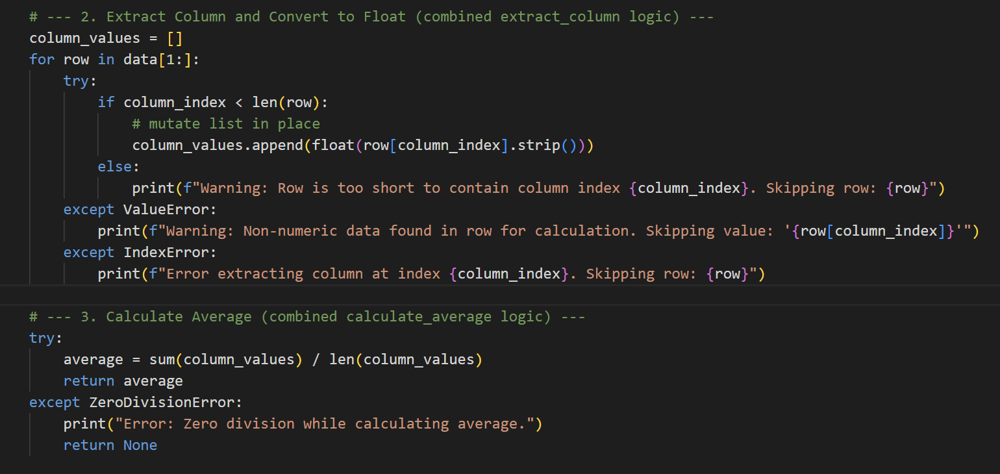 # --- 2. Extract Column and Convert to Float (combined extract_column logic) ---
column_values = []
for row in data[1:]:
    try:
        if column_index < len(row):
            # mutate list in place
            column_values.append(float(row[column_index].strip()))
        else:
            print(f"Warning: Row is too short to contain column index {column_index}. Skipping row: {row}")
    except ValueError:
        print(f"Warning: Non-numeric data found in row for calculation. Skipping value: '{row[column_index]}'")
    except IndexError:
        print(f"Error extracting column at index {column_index}. Skipping row: {row}")
# --- 3. Calculate Average (combined calculate_average logic) ---
try:
    average = sum(column_values) / len(column_values)
    return average
except ZeroDivisionError:
    print("Error: Zero division while calculating average.")
    return None